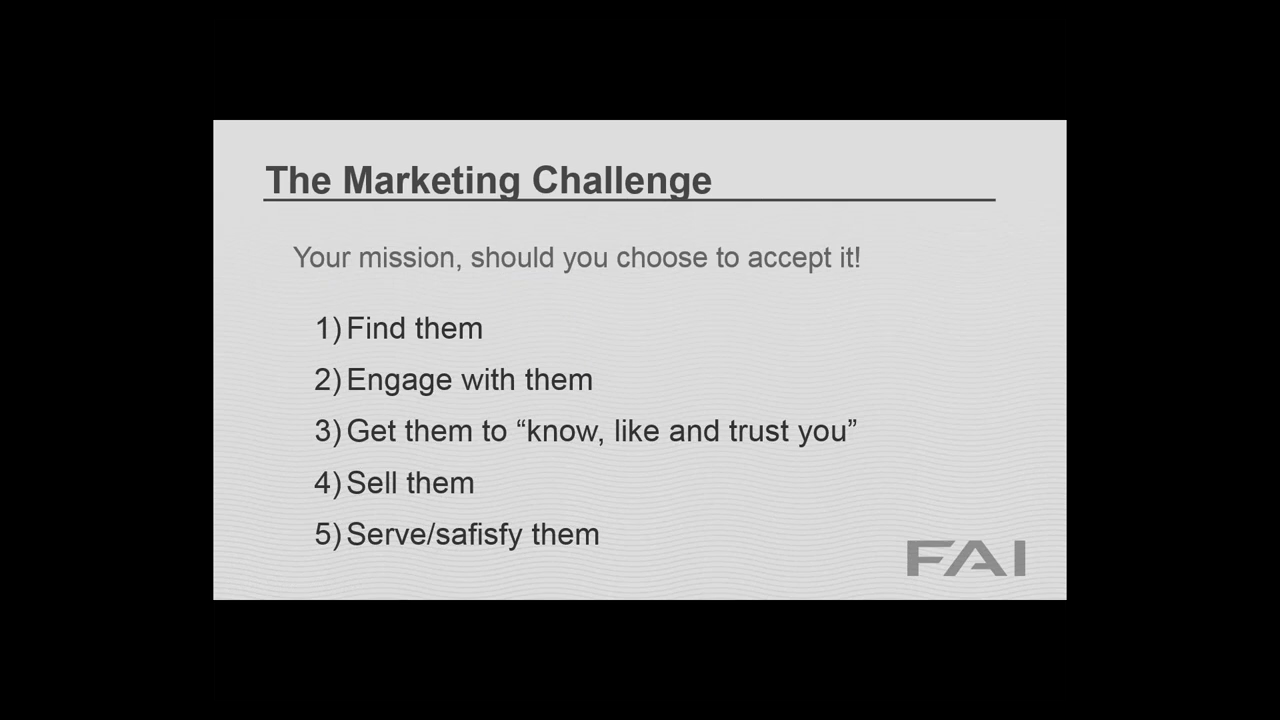 The Marketing Challenge
Your mission, should you choose to accept it!
1) Find them
2) Engage with them
3) Get them to “know, like and trust you”
4) Sell them
5) Serve/safisfy them
FAI